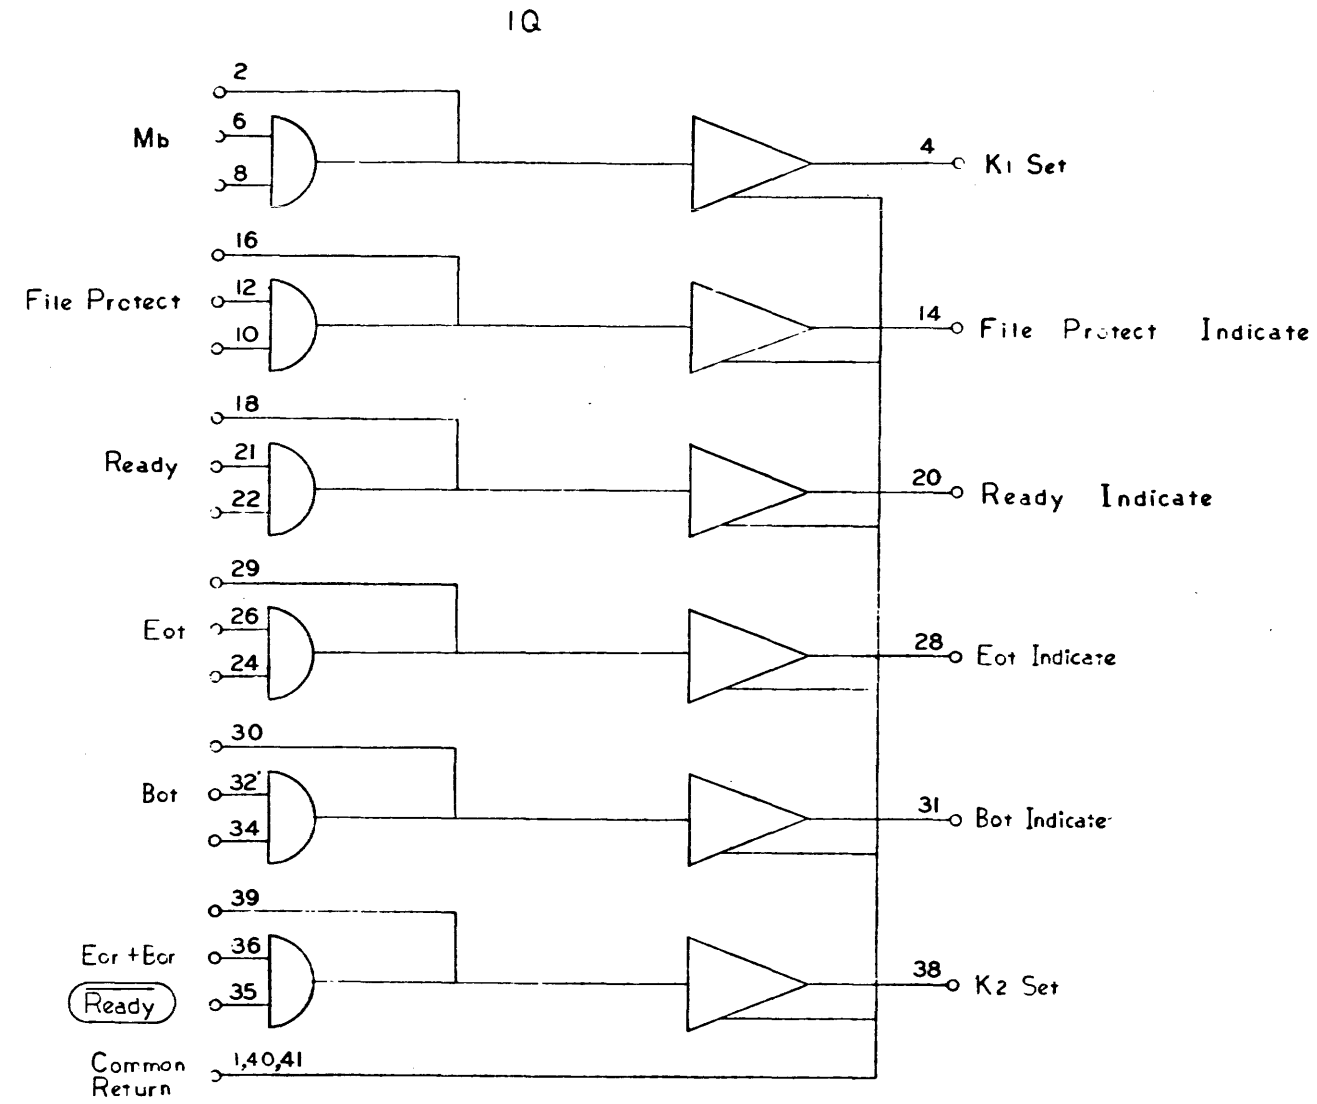 1Q
2
Mb
6
8
4
K1 Set
16
File Protect
12
10
14
File Protect Indicate
18
Ready
21
22
20
Ready Indicate
29
Eot
26
24
28
Eot Indicate
30
Bot
32
34
31
Bot Indicate
39
36
35
Ready
38
K2 Set
Common
Return
1,40,41